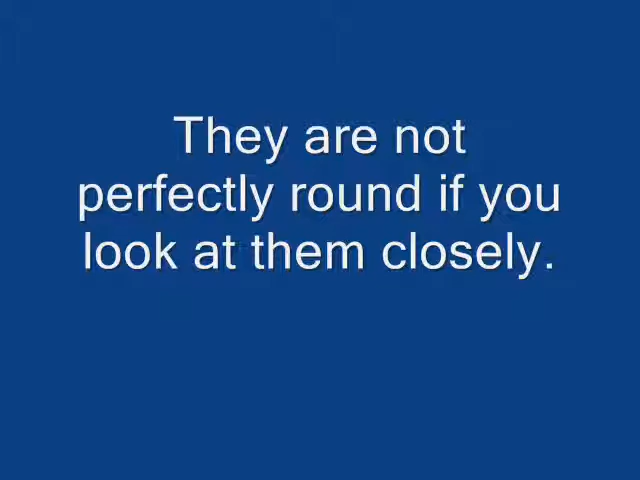 They are not
perfectly round if you
look at them closely.